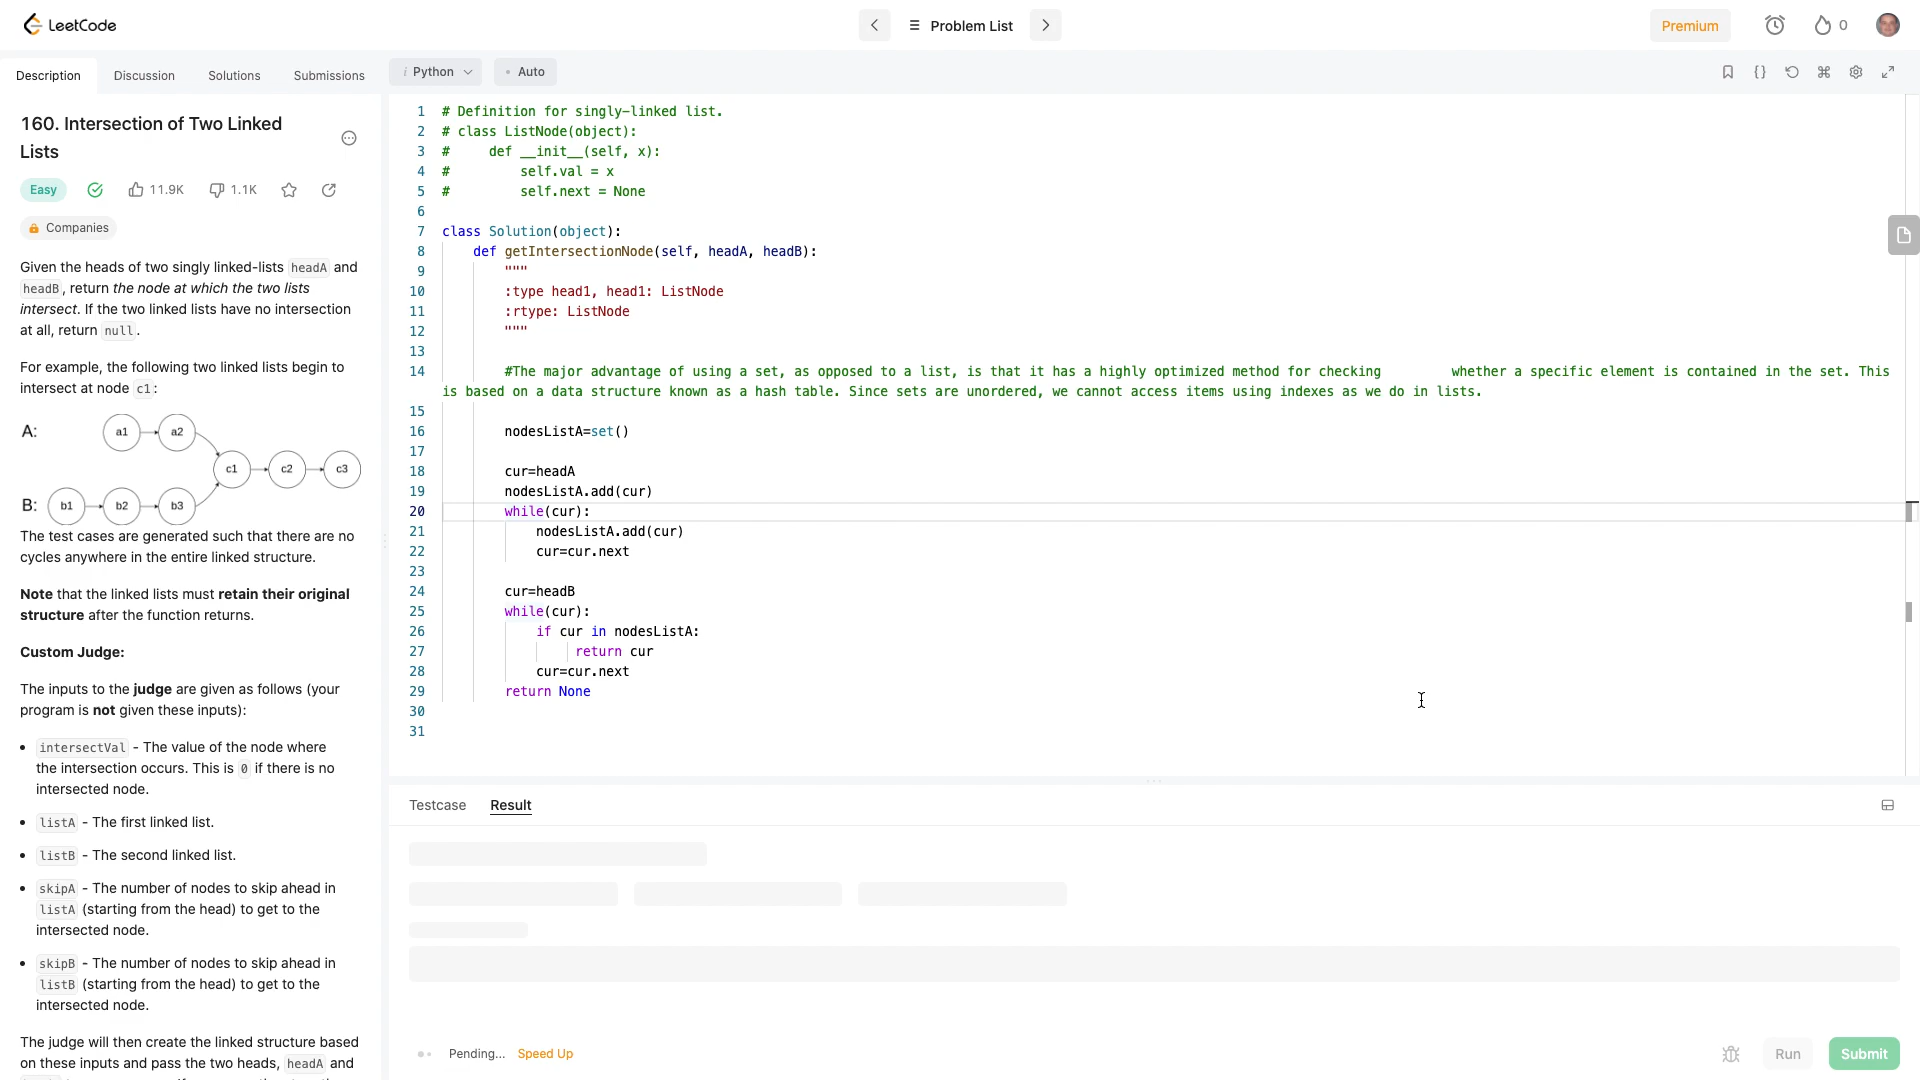 LeetCode
Problem List
Premium
0
Description
Discussion
Solutions
Submissions
160. Intersection of Two Linked
Lists
Easy
11.9K
1.1K
Companies
Given the heads of two singly linked-lists headA and
headB, return the node at which the two lists
intersect. If the two linked lists have no intersection
at all, return null.
For example, the following two linked lists begin to
intersect at node c1:
A:
a1
a2
c1
c2
c3
B:
b1
b2
b3
The test cases are generated such that there are no
cycles anywhere in the entire linked structure.
Note that the linked lists must retain their original
structure after the function returns.
Custom Judge:
The inputs to the judge are given as follows (your
program is not given these inputs):
• intersectVal - The value of the node where
the intersection occurs. This is 0 if there is no
intersected node.
• listA - The first linked list.
• listB - The second linked list.
• skipA - The number of nodes to skip ahead in
listA (starting from the head) to get to the
intersected node.
• skipB - The number of nodes to skip ahead in
listB (starting from the head) to get to the
intersected node.
The judge will then create the linked structure based
on these inputs and pass the two heads, headA and
i Python
• Auto
1 # Definition for singly-linked list.
2 # class ListNode(object):
3 #     def __init__(self, x):
4 #         self.val = x
5 #         self.next = None
6
7 class Solution(object):
8     def getIntersectionNode(self, headA, headB):
9         """
10         :type head1, head1: ListNode
11         :rtype: ListNode
12         """
13
14         #The major advantage of using a set, as opposed to a list, is that it has a highly optimized method for checking         whether a specific element is contained in the set. This
is based on a data structure known as a hash table. Since sets are unordered, we cannot access items using indexes as we do in lists.
15
16         nodesListA=set()
17
18         cur=headA
19         nodesListA.add(cur)
20         while(cur):
21             nodesListA.add(cur)
22             cur=cur.next
23
24         cur=headB
25         while(cur):
26             if cur in nodesListA:
27                  return cur
28             cur=cur.next
29         return None
30
31
Testcase
Result
Pending...
Speed Up
Run
Submit